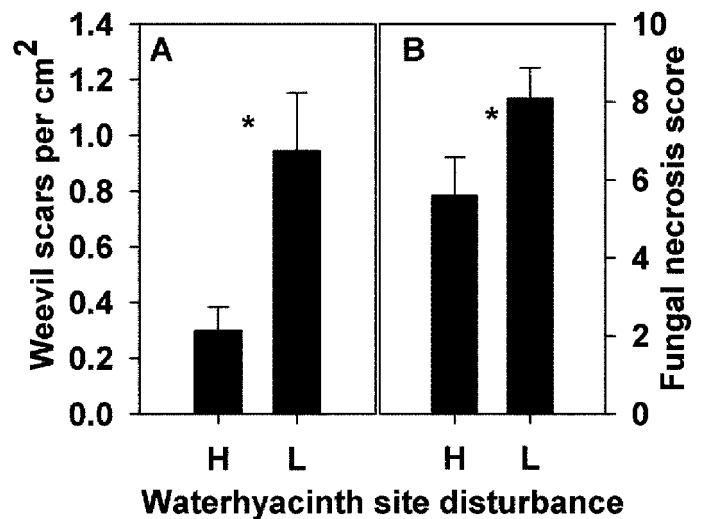 Weevil scars per cm²
1.4
1.2
1.0
0.8
0.6
0.4
0.2
0.0
A
*
H
L
B
*
H
L
10
8
6
4
2
0
Fungal necrosis score
Waterhyacinth site disturbance